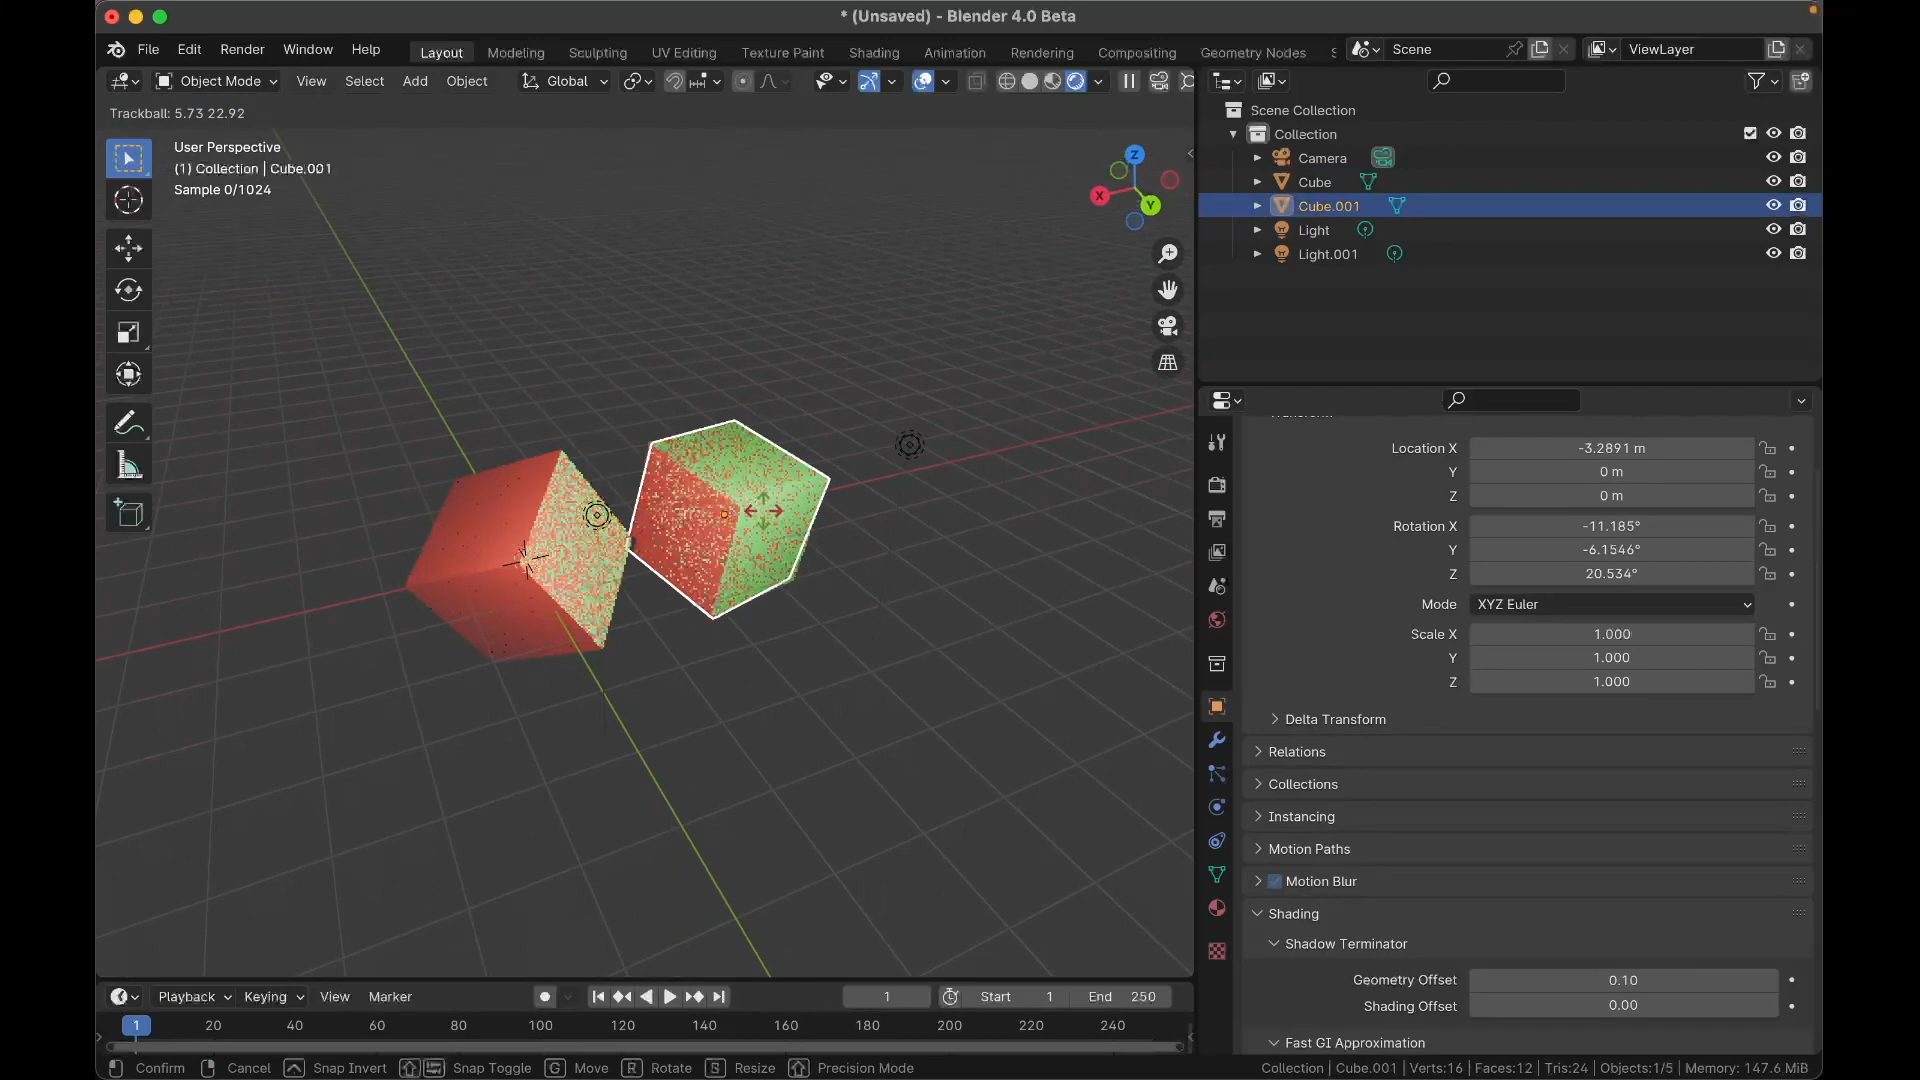 * (Unsaved) - Blender 4.0 Beta
File Edit Render Window Help Layout Modeling Sculpting UV Editing Texture Paint Shading Animation Rendering Compositing Geometry Nodes S Scene ViewLayer
Object Mode View Select Add Object Global
Trackball: 5.73 22.92
User Perspective
(1) Collection | Cube.001
Sample 0/1024
Z
X
Y
Scene Collection
Collection
Camera
Cube
Cube.001
Light
Light.001
Location X -3.2891 m
Y 0 m
Z 0 m
Rotation X -11.185°
Y -6.1546°
Z 20.534°
Mode XYZ Euler
Scale X 1.000
Y 1.000
Z 1.000
Delta Transform
Relations
Collections
Instancing
Motion Paths
Motion Blur
Shading
Shadow Terminator
Geometry Offset 0.10
Shading Offset 0.00
Fast GI Approximation
Playback Keying View Marker 1 Start 1 End 250
1 20 40 60 80 100 120 140 160 180 200 220 240
Confirm Cancel Snap Invert Snap Toggle G Move R Rotate S Resize Precision Mode Collection | Cube.001 | Verts:16 | Faces:12 | Tris:24 | Objects:1/5 | Memory: 147.6 MiB